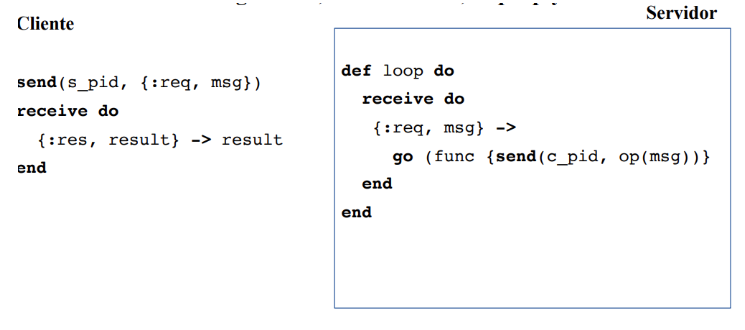 Cliente
send(s_pid, {:req, msg})
receive do
{:res, result} -> result
end
Servidor
def loop do
receive do
{:req, msg} ->
go (func {send(c_pid, op(msg))}
end
end